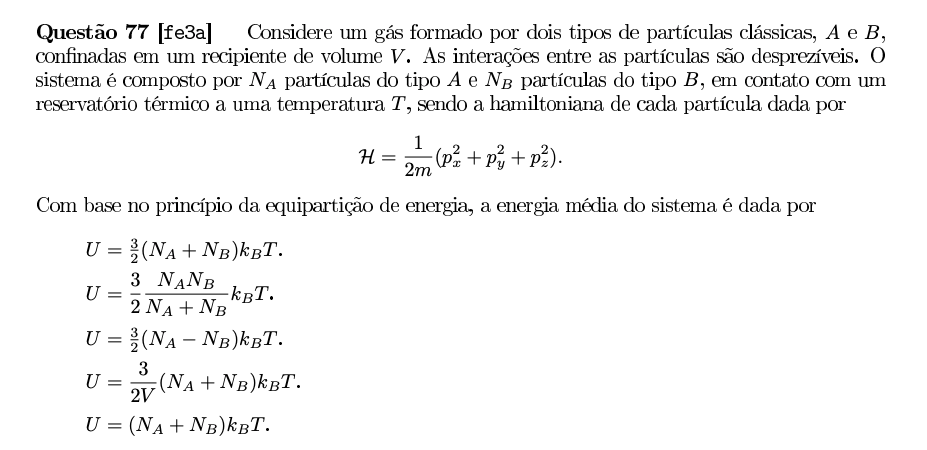 Questão 77 [fe3a] Considere um gás formado por dois tipos de partículas clássicas, A e B,
confinadas em um recipiente de volume V. As interações entre as partículas são desprezíveis. O
sistema é composto por N_A partículas do tipo A e N_B partículas do tipo B, em contato com um
reservatório térmico a uma temperatura T, sendo a hamiltoniana de cada partícula dada por
\mathcal{H} = \frac{1}{2m}(p_x^2 + p_y^2 + p_z^2).
Com base no princípio da equipartição de energia, a energia média do sistema é dada por
U = \frac{3}{2}(N_A + N_B)k_BT.
U = \frac{3}{2}\frac{N_A N_B}{N_A + N_B}k_BT.
U = \frac{3}{2}(N_A − N_B)k_BT.
U = \frac{3}{2V}(N_A + N_B)k_BT.
U = (N_A + N_B)k_BT.